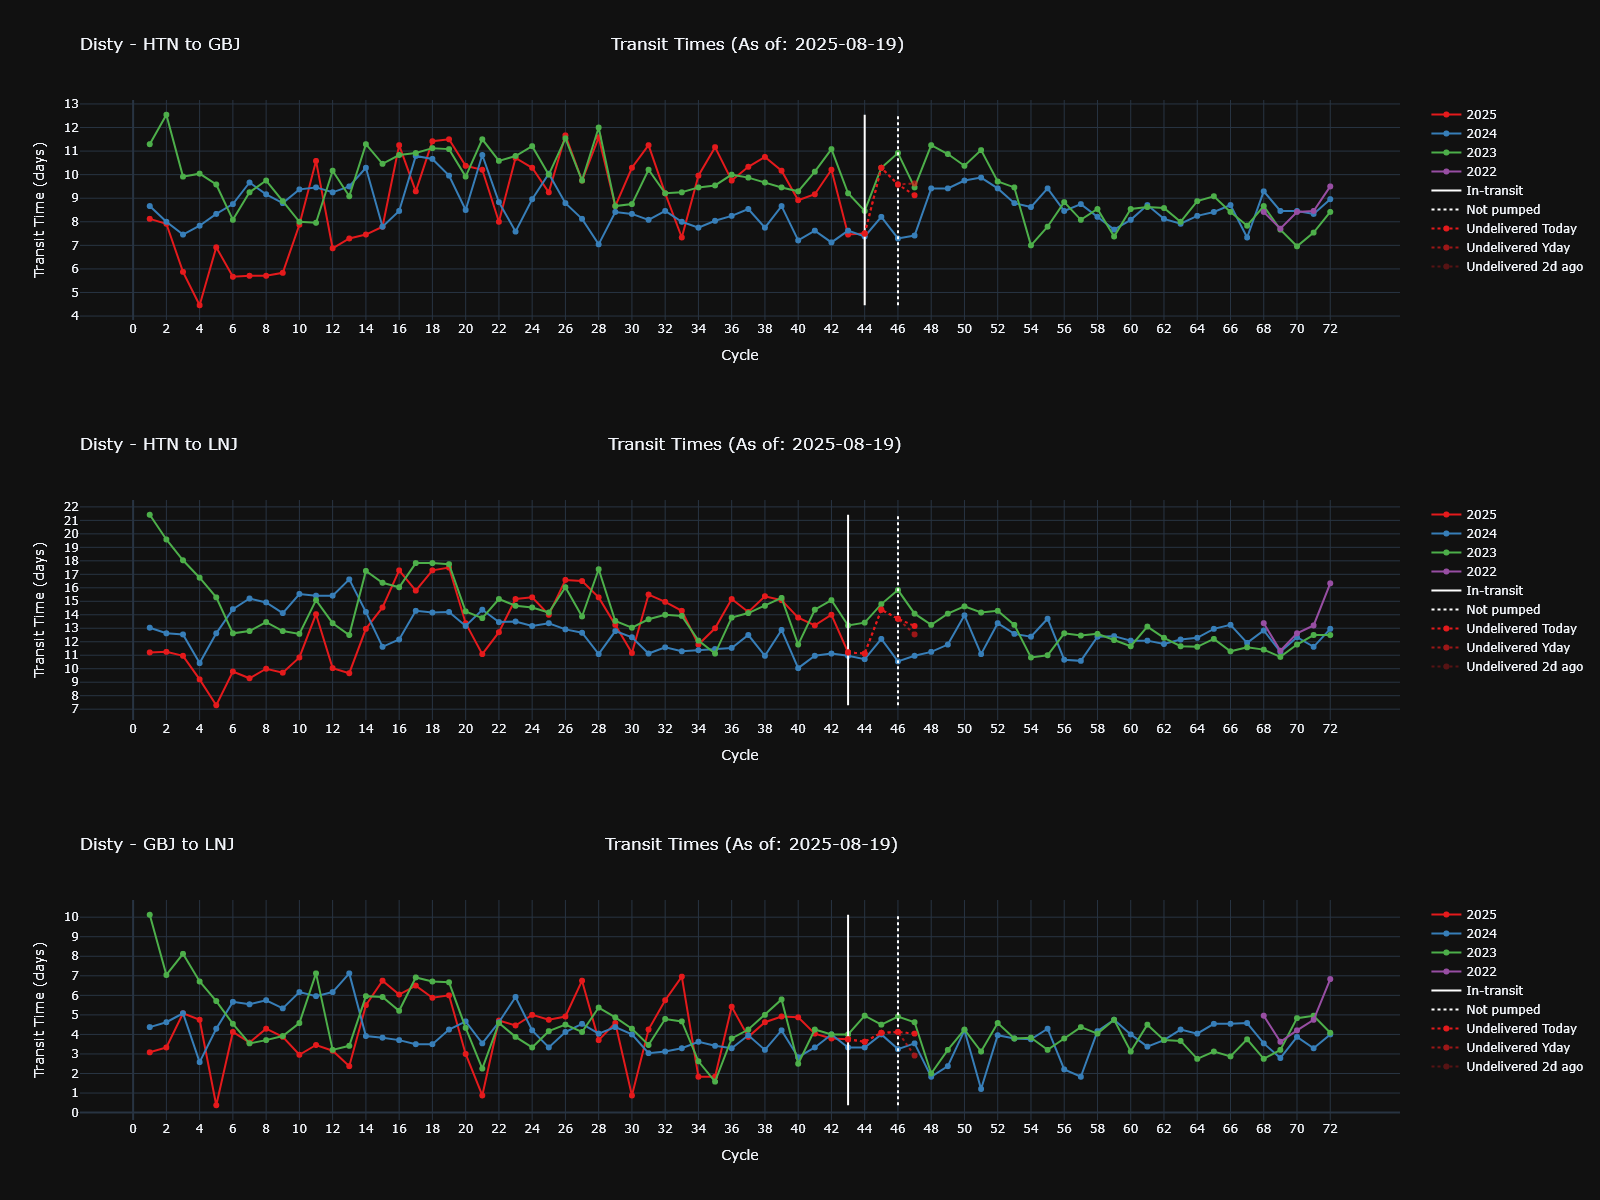 Disty - HTN to GBJ
Transit Times (As of: 2025-08-19)
Transit Time (days)
13
12
11
10
9
8
7
6
5
4
0 2 4 6 8 10 12 14 16 18 20 22 24 26 28 30 32 34 36 38 40 42 44 46 48 50 52 54 56 58 60 62 64 66 68 70 72
Cycle
2025
2024
2023
2022
In-transit
Not pumped
Undelivered Today
Undelivered Yday
Undelivered 2d ago
Disty - HTN to LNJ
Transit Times (As of: 2025-08-19)
Transit Time (days)
22
21
20
19
18
17
16
15
14
13
12
11
10
9
8
7
0 2 4 6 8 10 12 14 16 18 20 22 24 26 28 30 32 34 36 38 40 42 44 46 48 50 52 54 56 58 60 62 64 66 68 70 72
Cycle
2025
2024
2023
2022
In-transit
Not pumped
Undelivered Today
Undelivered Yday
Undelivered 2d ago
Disty - GBJ to LNJ
Transit Times (As of: 2025-08-19)
Transit Time (days)
10
9
8
7
6
5
4
3
2
1
0
0 2 4 6 8 10 12 14 16 18 20 22 24 26 28 30 32 34 36 38 40 42 44 46 48 50 52 54 56 58 60 62 64 66 68 70 72
Cycle
2025
2024
2023
2022
In-transit
Not pumped
Undelivered Today
Undelivered Yday
Undelivered 2d ago